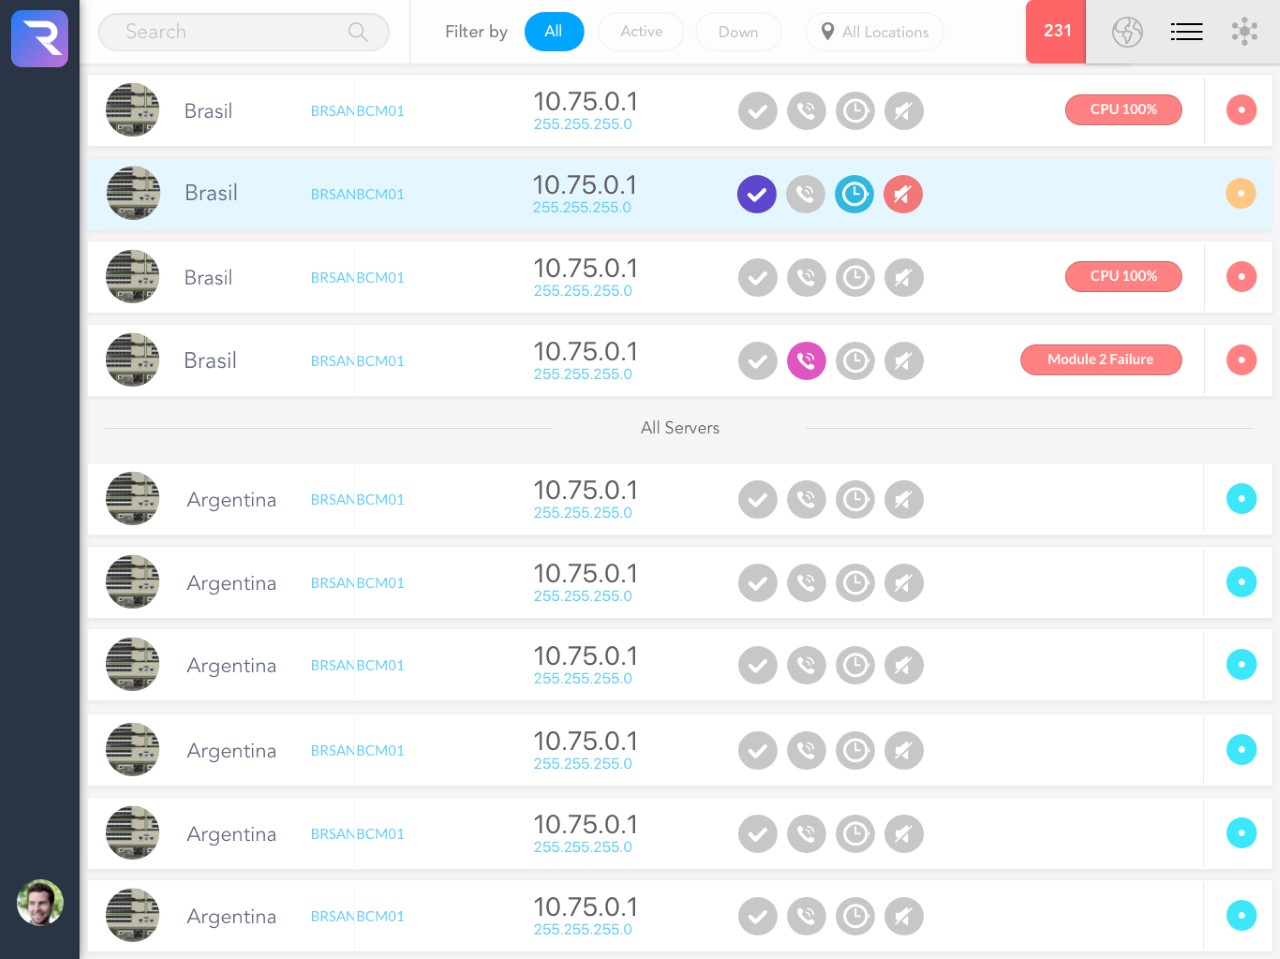 Search
Filter by All Active Down All Locations 231
Brasil BRSANBCM01 10.75.0.1 CPU 100%
255.255.255.0
Brasil BRSANBCM01 10.75.0.1
255.255.255.0
Brasil BRSANBCM01 10.75.0.1 CPU 100%
255.255.255.0
Brasil BRSANBCM01 10.75.0.1 Module 2 Failure
255.255.255.0
All Servers
Argentina BRSANBCM01 10.75.0.1
255.255.255.0
Argentina BRSANBCM01 10.75.0.1
255.255.255.0
Argentina BRSANBCM01 10.75.0.1
255.255.255.0
Argentina BRSANBCM01 10.75.0.1
255.255.255.0
Argentina BRSANBCM01 10.75.0.1
255.255.255.0
Argentina BRSANBCM01 10.75.0.1
255.255.255.0